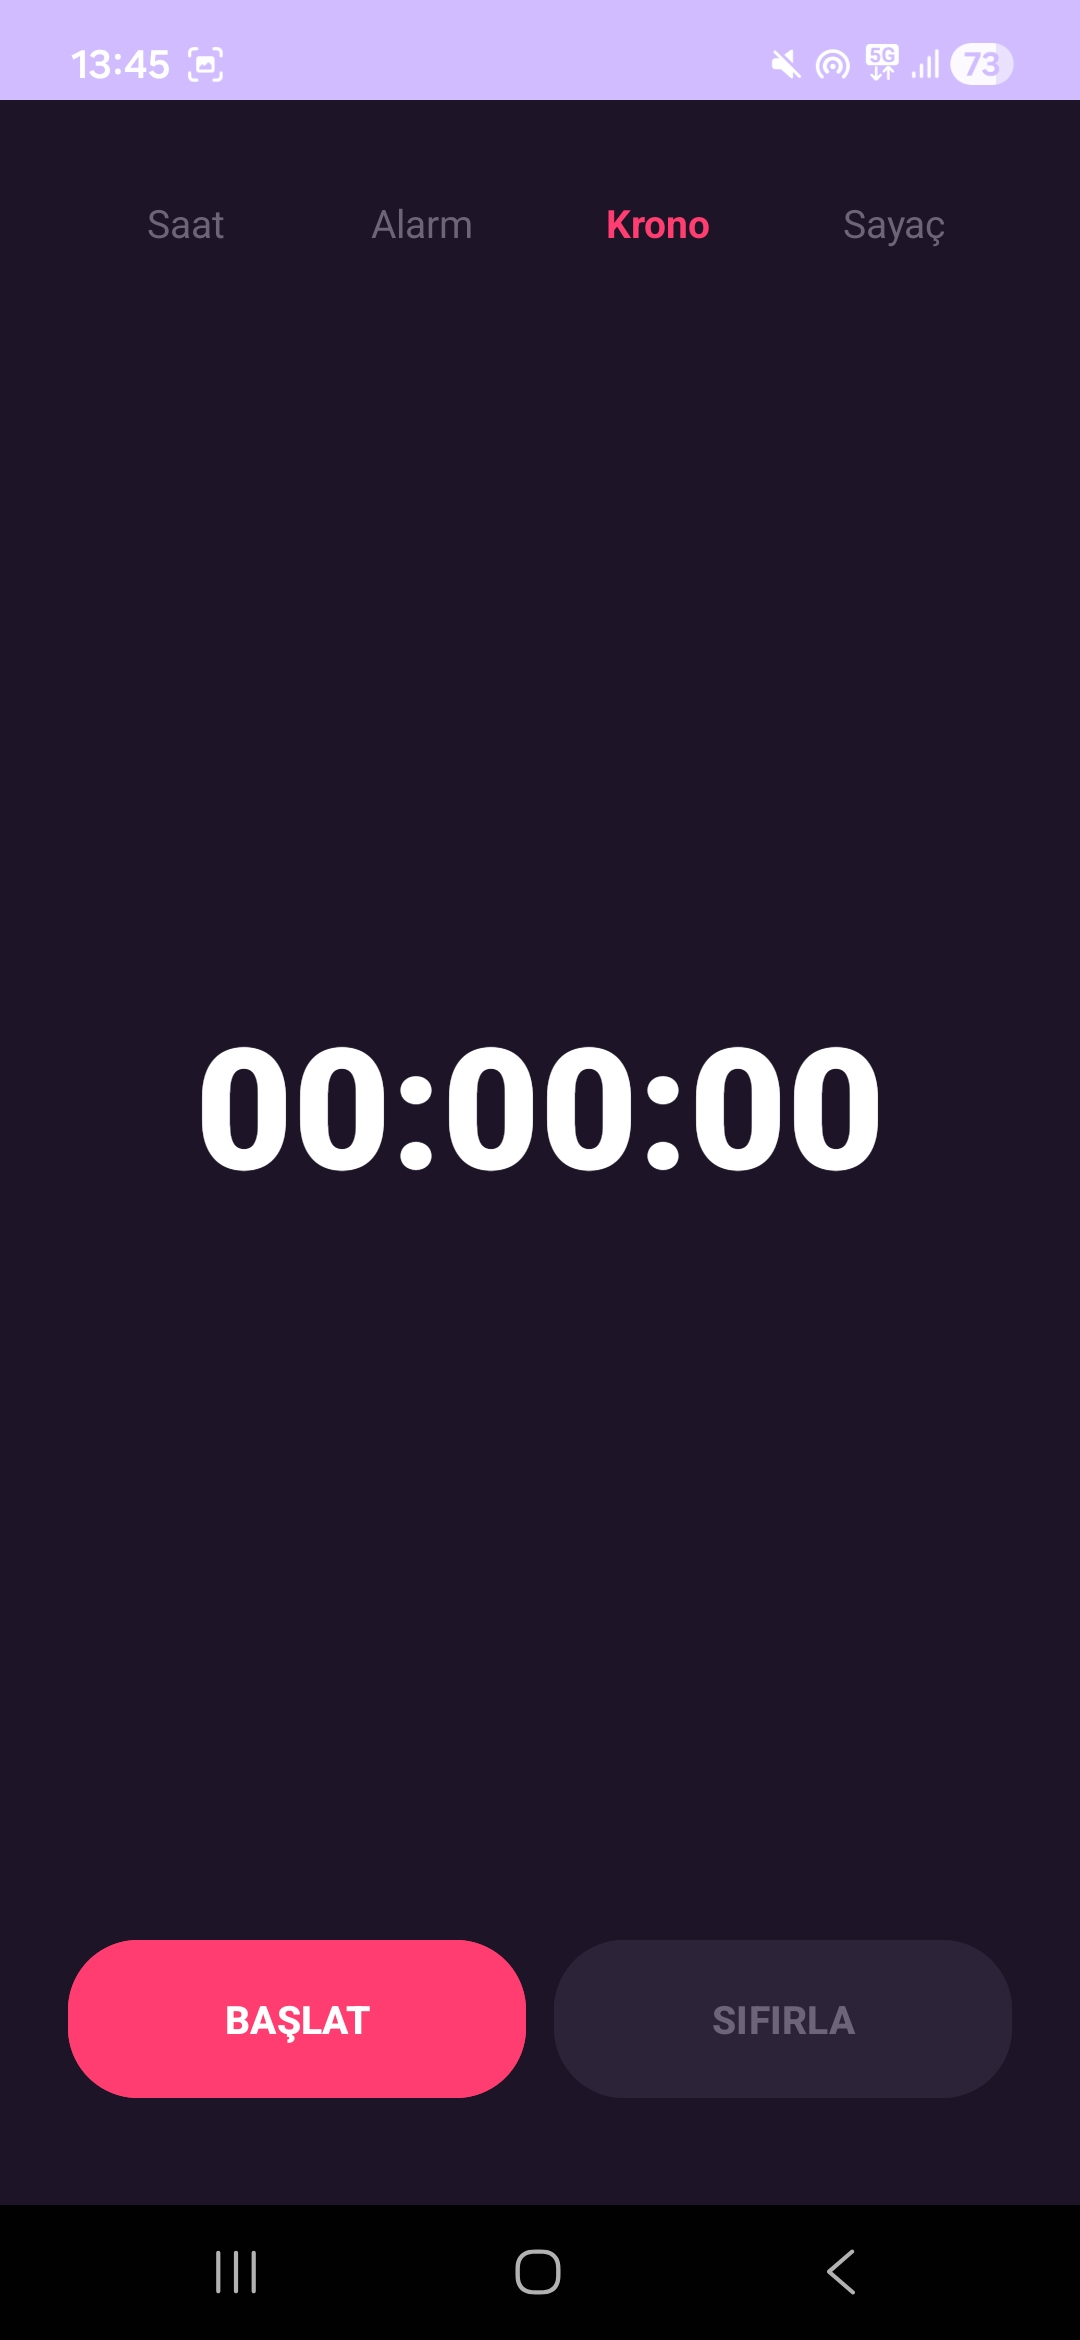 13:45 5G 73
Saat Alarm Krono Sayaç
00:00:00
BAŞLAT SIFIRLA